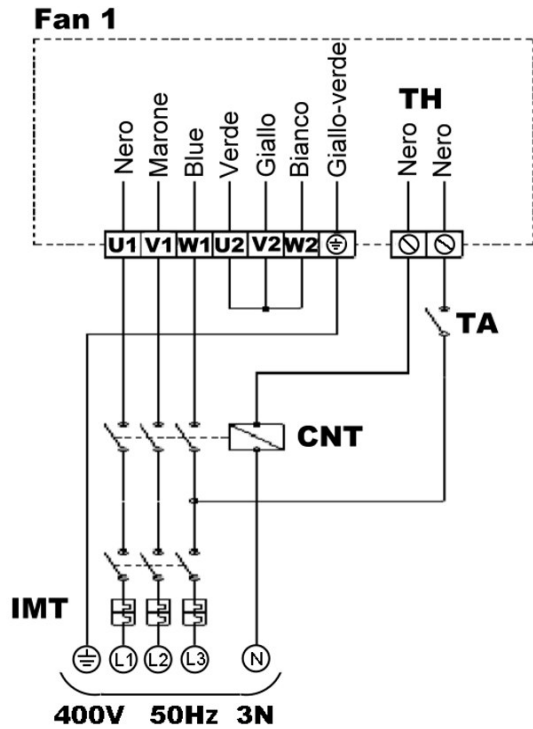 Fan 1
TH
Nero
Marone
Blue
Verde
Giallo
Bianco
Giallo-verde
Nero
Nero
U1 V1 W1 U2 V2 W2
TA
CNT
IMT
L1 L2 L3 N
400V 50Hz 3N